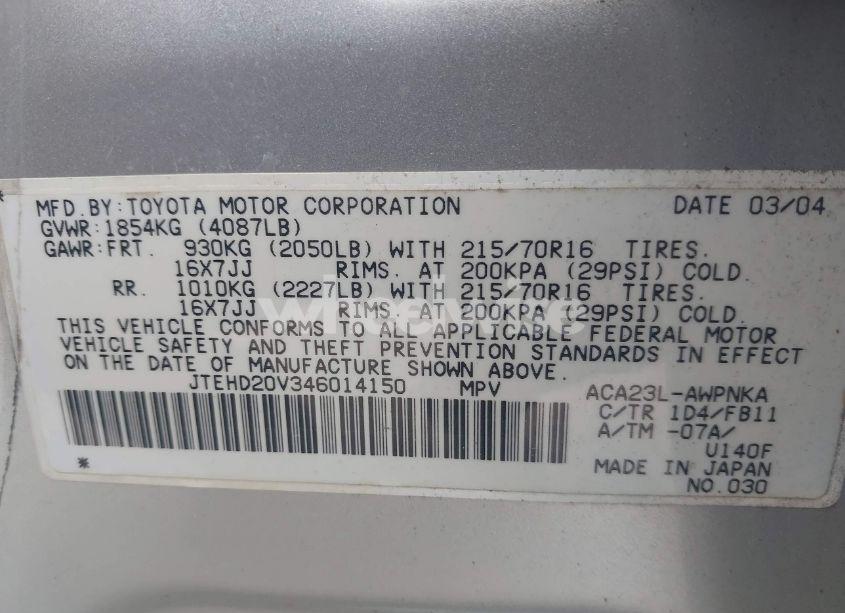 MFD.BY:TOYOTA MOTOR CORPORATION DATE 03/04
GVWR:1854KG (4087LB)
GAWR:FRT. 930KG (2050LB) WITH 215/70R16 TIRES.
16X7JJ RIMS. AT 200KPA (29PSI) COLD.
RR. 1010KG (2227LB) WITH 215/70R16 TIRES.
16X7JJ RIMS. AT 200KPA (29PSI) COLD.
THIS VEHICLE CONFORMS TO ALL APPLICABLE FEDERAL MOTOR
VEHICLE SAFETY AND THEFT PREVENTION STANDARDS IN EFFECT
ON THE DATE OF MANUFACTURE SHOWN ABOVE.
JTEHD20V346014150 MPV ACA23L-AWPNKA
C/TR 1D4/FB11
A/TM -07A/
U140F
MADE IN JAPAN
NO.030